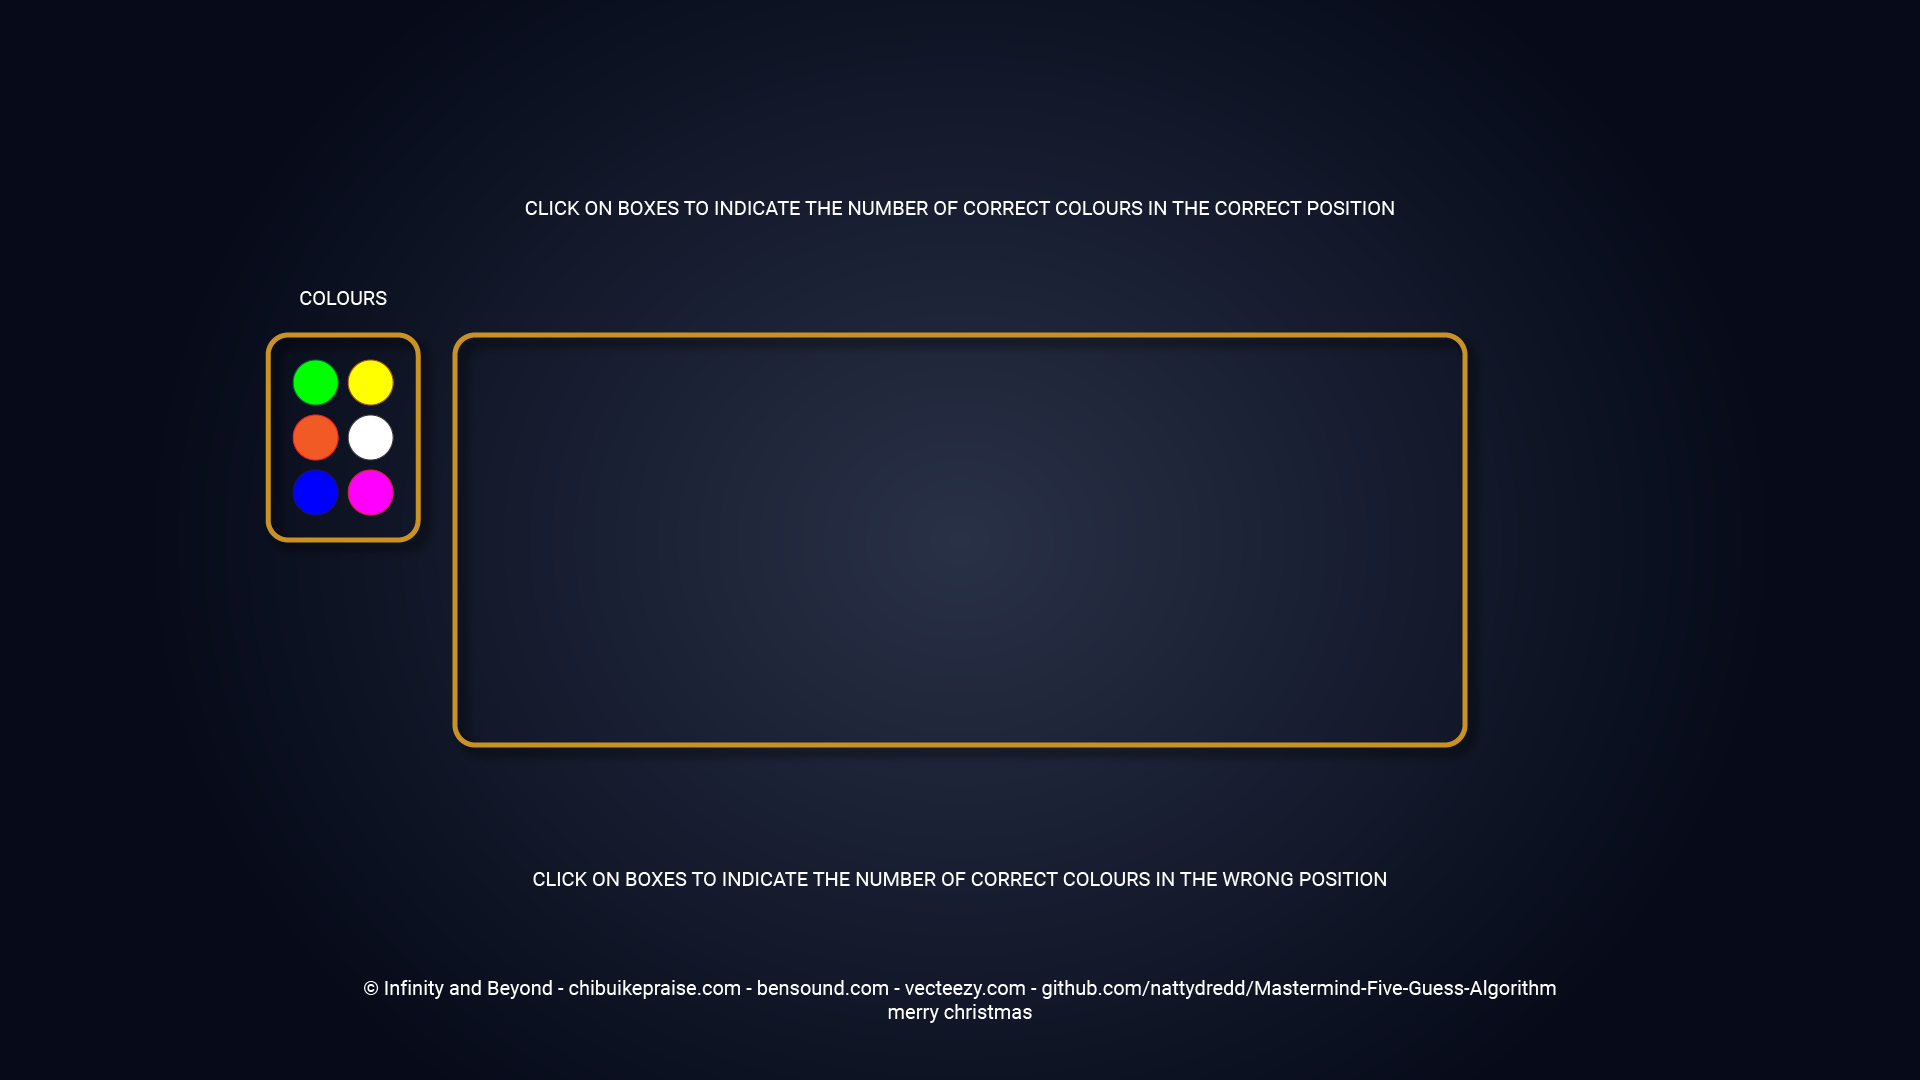 CLICK ON BOXES TO INDICATE THE NUMBER OF CORRECT COLOURS IN THE CORRECT POSITION
COLOURS
CLICK ON BOXES TO INDICATE THE NUMBER OF CORRECT COLOURS IN THE WRONG POSITION
© Infinity and Beyond - chibuikepraise.com - bensound.com - vecteezy.com - github.com/nattydredd/Mastermind-Five-Guess-Algorithm
merry christmas